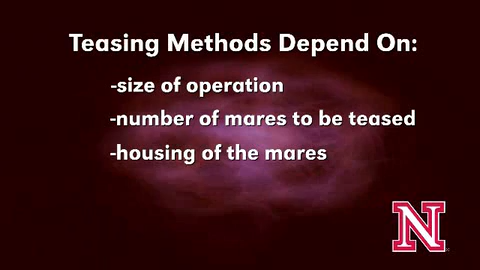 Teasing Methods Depend On:
-size of operation
-number of mares to be teased
-housing of the mares
N